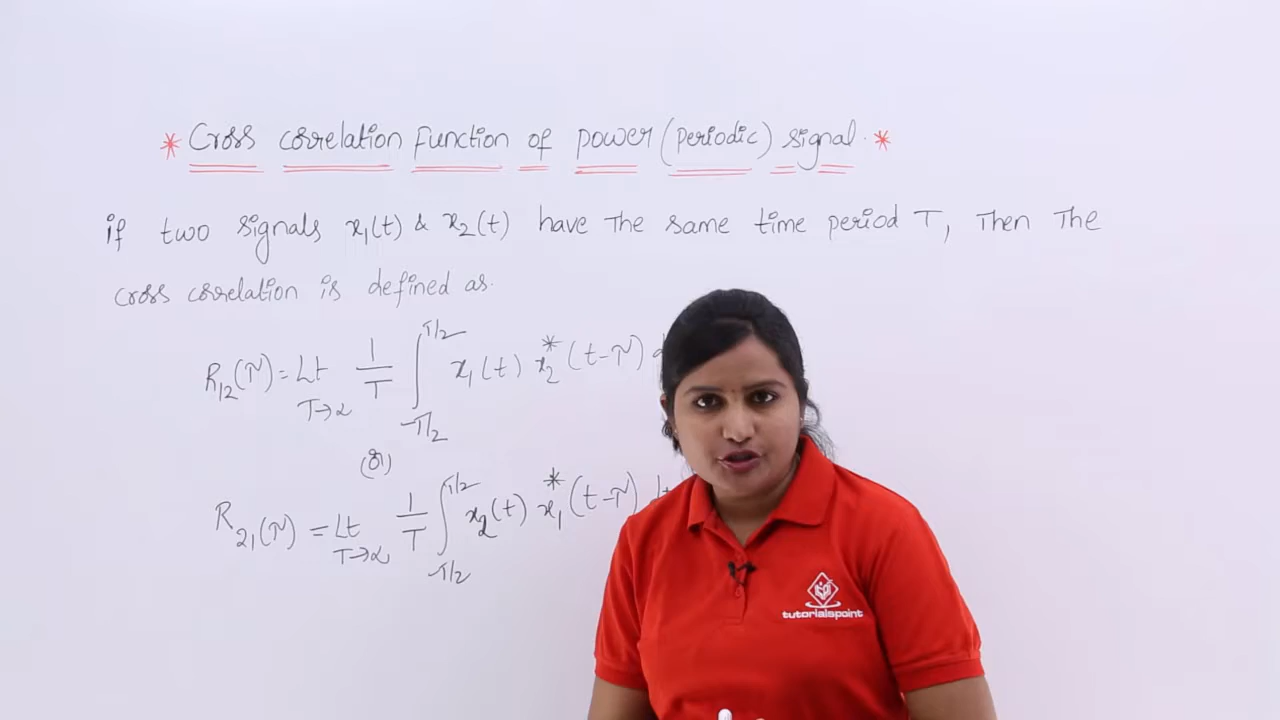 * Cross correlation Function of power (periodic) signal. *
if two signals x₁(t) & x₂(t) have the same time period T, Then the
cross correlation is defined as.
R₁₂(τ) = Lt T→∞ 1/T ∫_{-T/2}^{T/2} x₁(t) x₂*(t-τ) d
(or)
R₂₁(τ) = Lt T→∞ 1/T ∫_{-T/2}^{T/2} x₂(t) x₁*(t-τ) dt
tutorialspoint